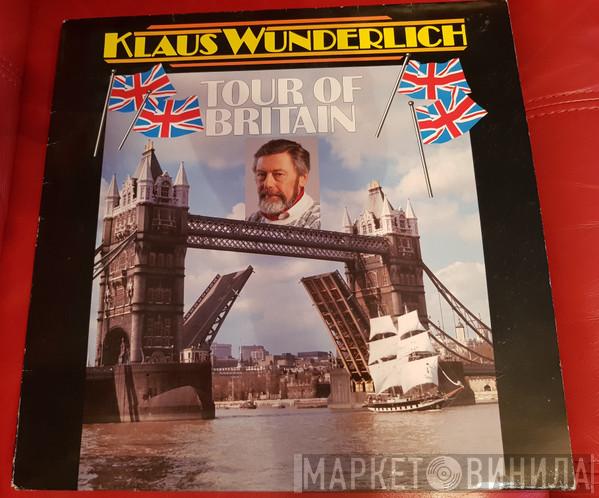 KLAUS WUNDERLICH
TOUR OF
BRITAIN
МАРКЕТ ВИНИЛА